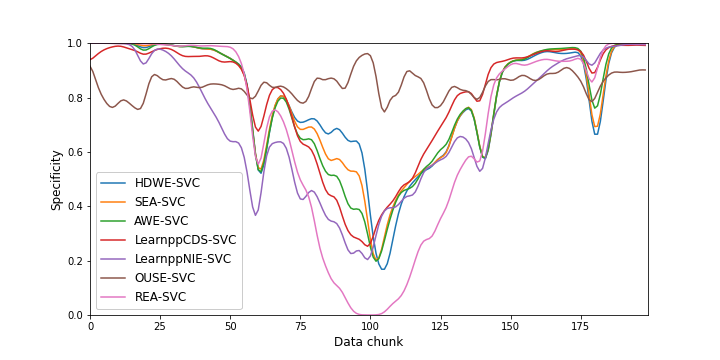 1.0
0.8
0.6
0.4
0.2
0.0
Specificity
HDWE-SVC
SEA-SVC
AWE-SVC
LearnppCDS-SVC
LearnppNIE-SVC
OUSE-SVC
REA-SVC
0 25 50 75 100 125 150 175
Data chunk